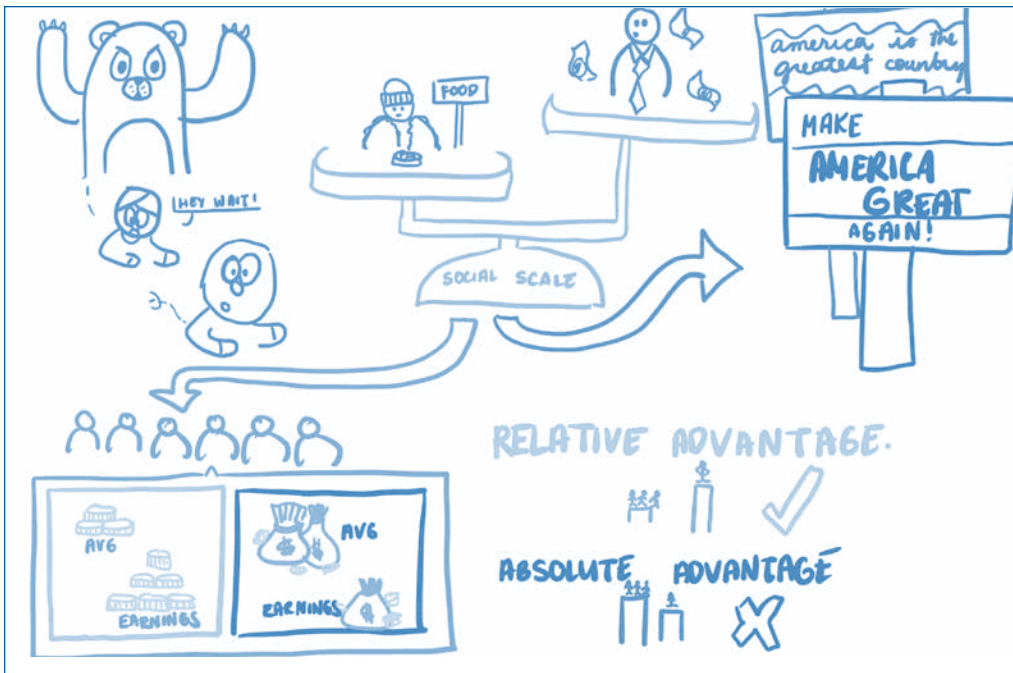 america is the
greatest country
FOOD
MAKE
AMERICA
GREAT
AGAIN!
HEY WAIT!
SOCIAL SCALE
RELATIVE ADVANTAGE.
AVG
EARNINGS
AVG
EARNINGS
$
$
$
ABSOLUTE ADVANTAGE